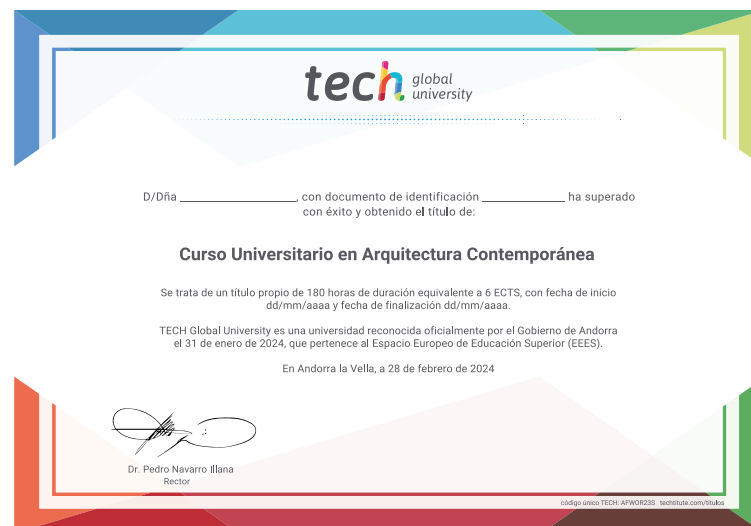 tech global university
D/Dña ______________, con documento de identificación ______________ ha superado
con éxito y obtenido el título de:
Curso Universitario en Arquitectura Contemporánea
Se trata de un título propio de 180 horas de duración equivalente a 6 ECTS, con fecha de inicio
dd/mm/aaaa y fecha de finalización dd/mm/aaaa.
TECH Global University es una universidad reconocida oficialmente por el Gobierno de Andorra
el 31 de enero de 2024, que pertenece al Espacio Europeo de Educación Superior (EEES).
En Andorra la Vella, a 28 de febrero de 2024
Dr. Pedro Navarro Illana
Rector
código único TECH: AFWOR23S techtitute.com/titulos